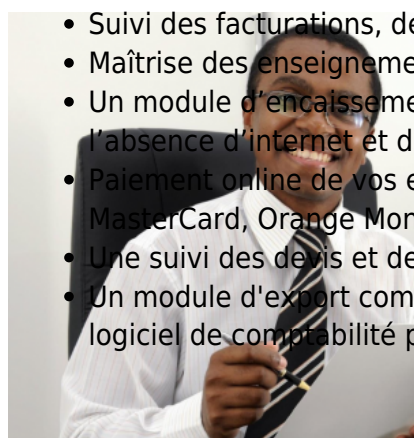 • Suivi des facturations, de
• Maîtrise des enseigneme
• Un module d’encaisseme
l’absence d’internet et d
• Paiement online de vos e
MasterCard, Orange Mon
• Une suivi des devis et de
• Un module d'export com
logiciel de comptabilité p